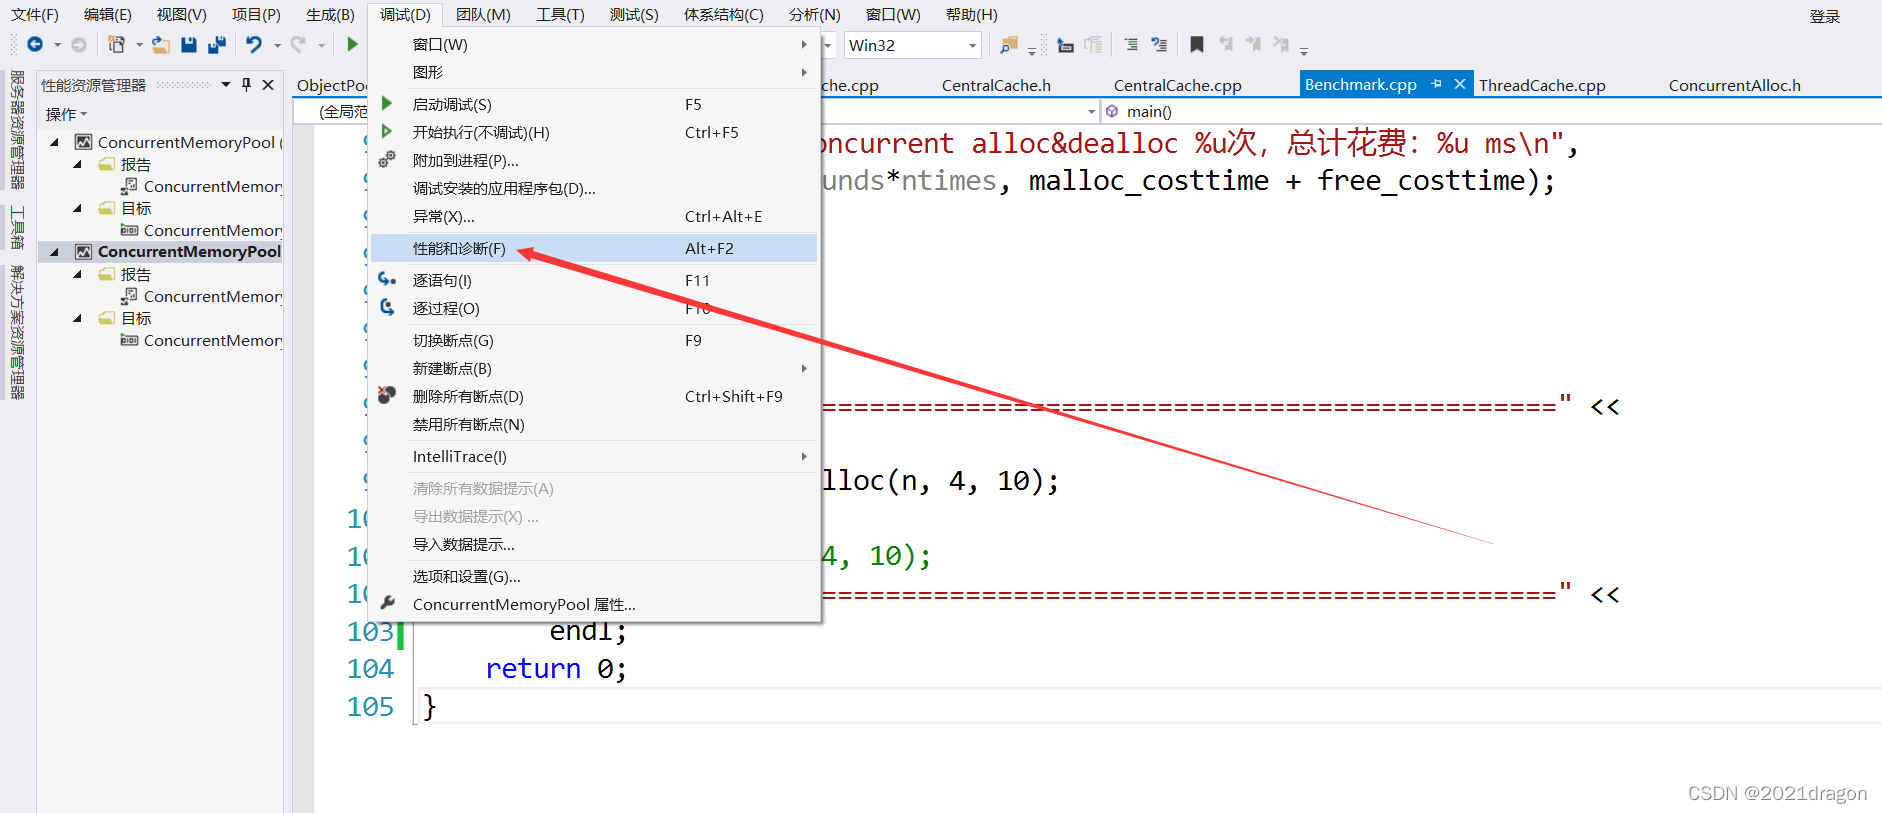 文件(F) 编辑(E) 视图(V) 项目(P) 生成(B) 调试(D) 团队(M) 工具(T) 测试(S) 体系结构(C) 分析(N) 窗口(W) 帮助(H)
登录
Win32
服务器资源管理器
工具箱
解决方案资源管理器
性能资源管理器
操作
ConcurrentMemoryPool (
报告
ConcurrentMemory
目标
ConcurrentMemory
ConcurrentMemoryPool
报告
ConcurrentMemory
目标
ConcurrentMemory
窗口(W)
图形
启动调试(S) F5
开始执行(不调试)(H) Ctrl+F5
附加到进程(P)...
调试安装的应用程序包(D)...
异常(X)... Ctrl+Alt+E
性能和诊断(F) Alt+F2
逐语句(I) F11
逐过程(O) F10
切换断点(G) F9
新建断点(B)
删除所有断点(D) Ctrl+Shift+F9
禁用所有断点(N)
IntelliTrace(I)
清除所有数据提示(A)
导出数据提示(X) ...
导入数据提示...
选项和设置(G)...
ConcurrentMemoryPool 属性...
ObjectPo che.cpp CentralCache.h CentralCache.cpp Benchmark.cpp ThreadCache.cpp ConcurrentAlloc.h
(全局范 main()
oncurrent alloc&dealloc %u次, 总计花费: %u ms\n",
unds*ntimes, malloc_costtime + free_costtime);
==============================================" <<
lloc(n, 4, 10);
4, 10);
==============================================" <<
103 endl;
104 return 0;
105 }
CSDN @2021dragon